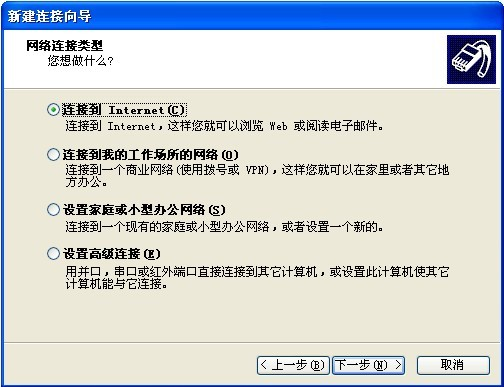 新建连接向导
网络连接类型
您想做什么?
连接到 Internet(C)
连接到 Internet，这样您就可以浏览 Web 或阅读电子邮件。
连接到我的工作场所的网络(O)
连接到一个商业网络(使用拨号或 VPN)，这样您就可以在家里或者其它地
方办公。
设置家庭或小型办公网络(S)
连接到一个现有的家庭或小型办公网络，或者设置一个新的。
设置高级连接(E)
用并口，串口或红外端口直接连接到其它计算机，或设置此计算机使其它
计算机能与它连接。
< 上一步(B) 下一步(N) > 取消